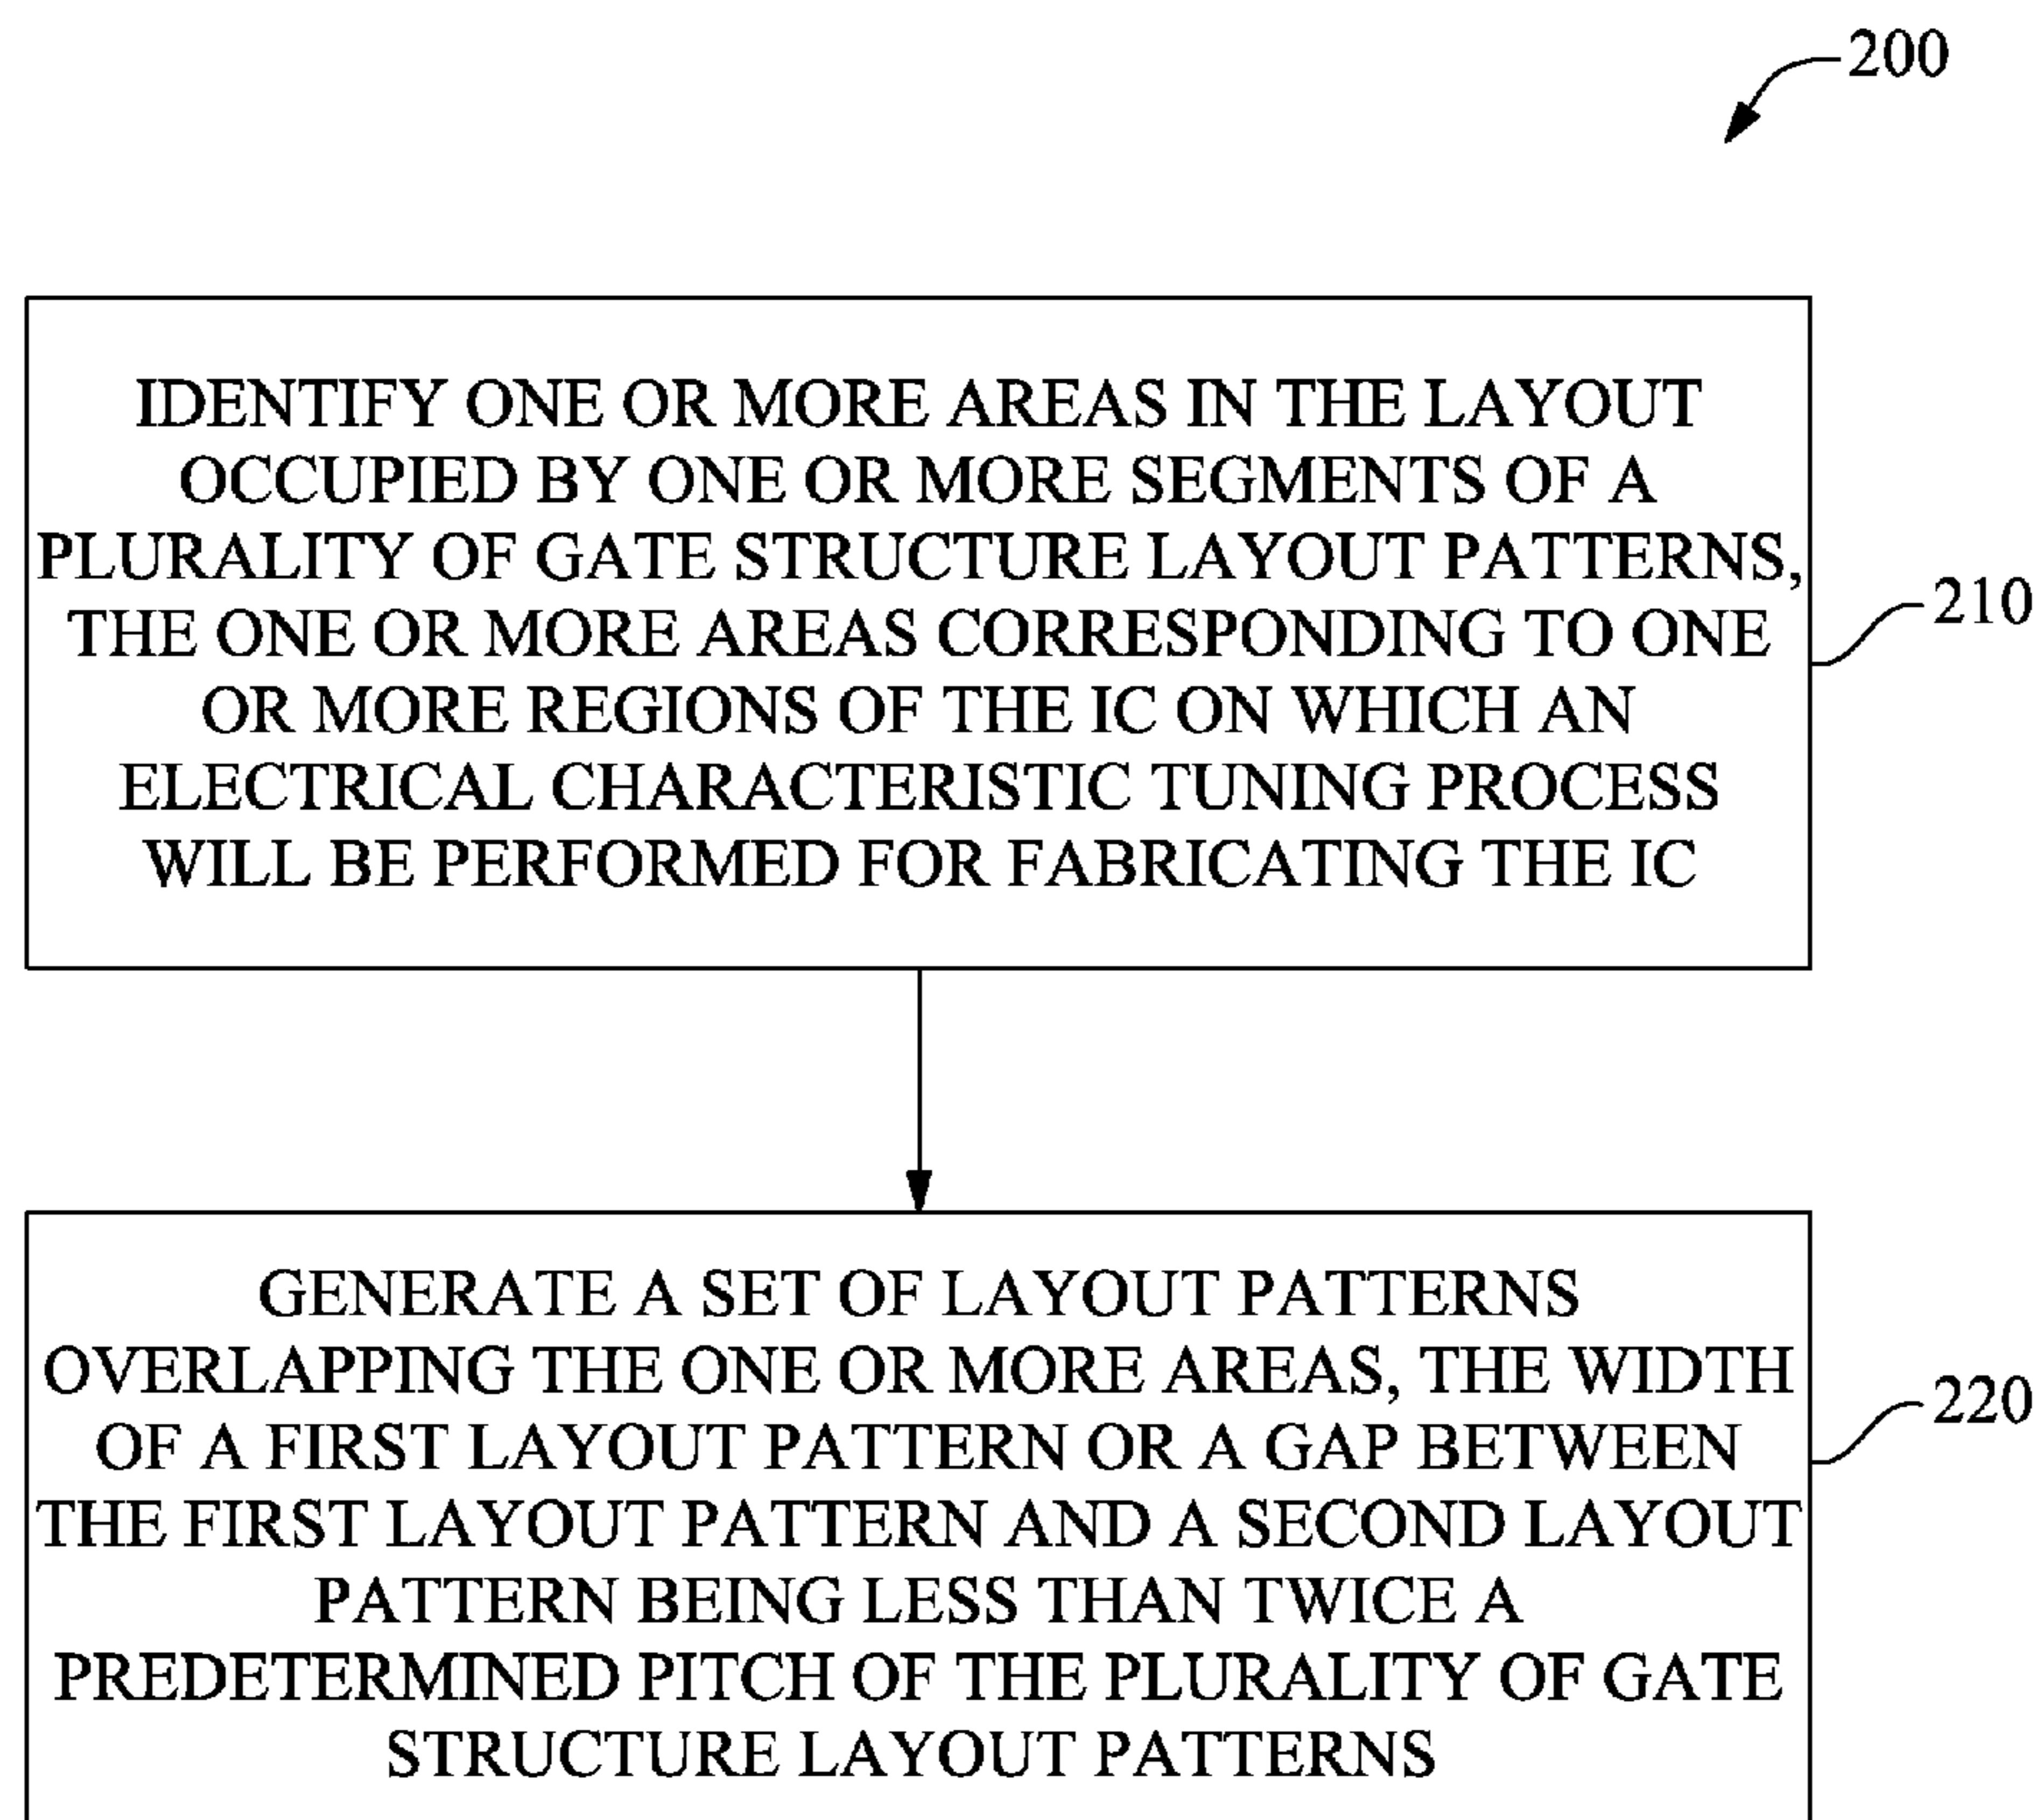 200
IDENTIFY ONE OR MORE AREAS IN THE LAYOUT
OCCUPIED BY ONE OR MORE SEGMENTS OF A
PLURALITY OF GATE STRUCTURE LAYOUT PATTERNS,
THE ONE OR MORE AREAS CORRESPONDING TO ONE
OR MORE REGIONS OF THE IC ON WHICH AN
ELECTRICAL CHARACTERISTIC TUNING PROCESS
WILL BE PERFORMED FOR FABRICATING THE IC
210
GENERATE A SET OF LAYOUT PATTERNS
OVERLAPPING THE ONE OR MORE AREAS, THE WIDTH
OF A FIRST LAYOUT PATTERN OR A GAP BETWEEN
THE FIRST LAYOUT PATTERN AND A SECOND LAYOUT
PATTERN BEING LESS THAN TWICE A
PREDETERMINED PITCH OF THE PLURALITY OF GATE
STRUCTURE LAYOUT PATTERNS
220